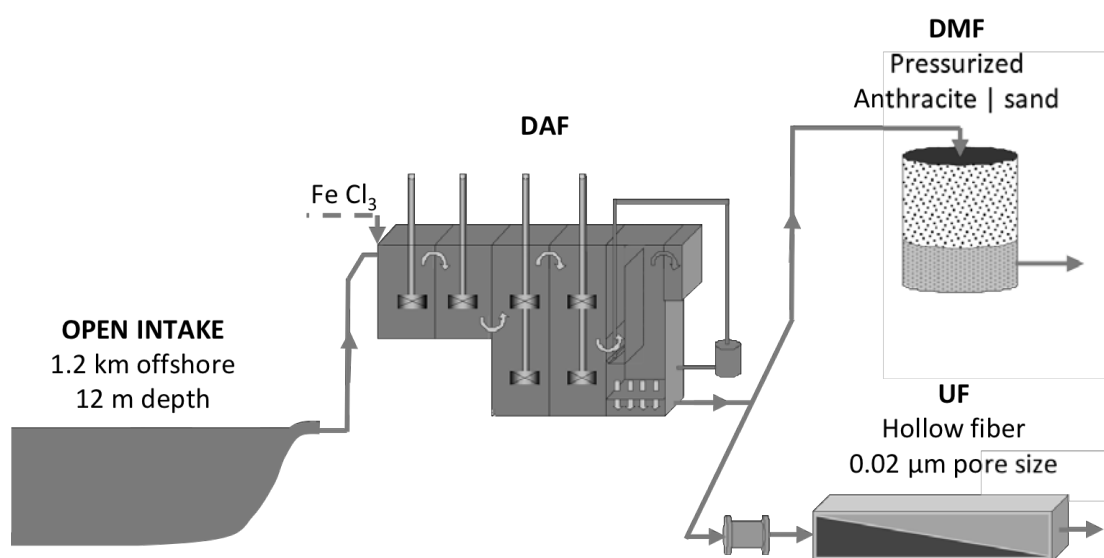 OPEN INTAKE
1.2 km offshore
12 m depth
Fe Cl₃
DAF
DMF
Pressurized
Anthracite | sand
UF
Hollow fiber
0.02 µm pore size